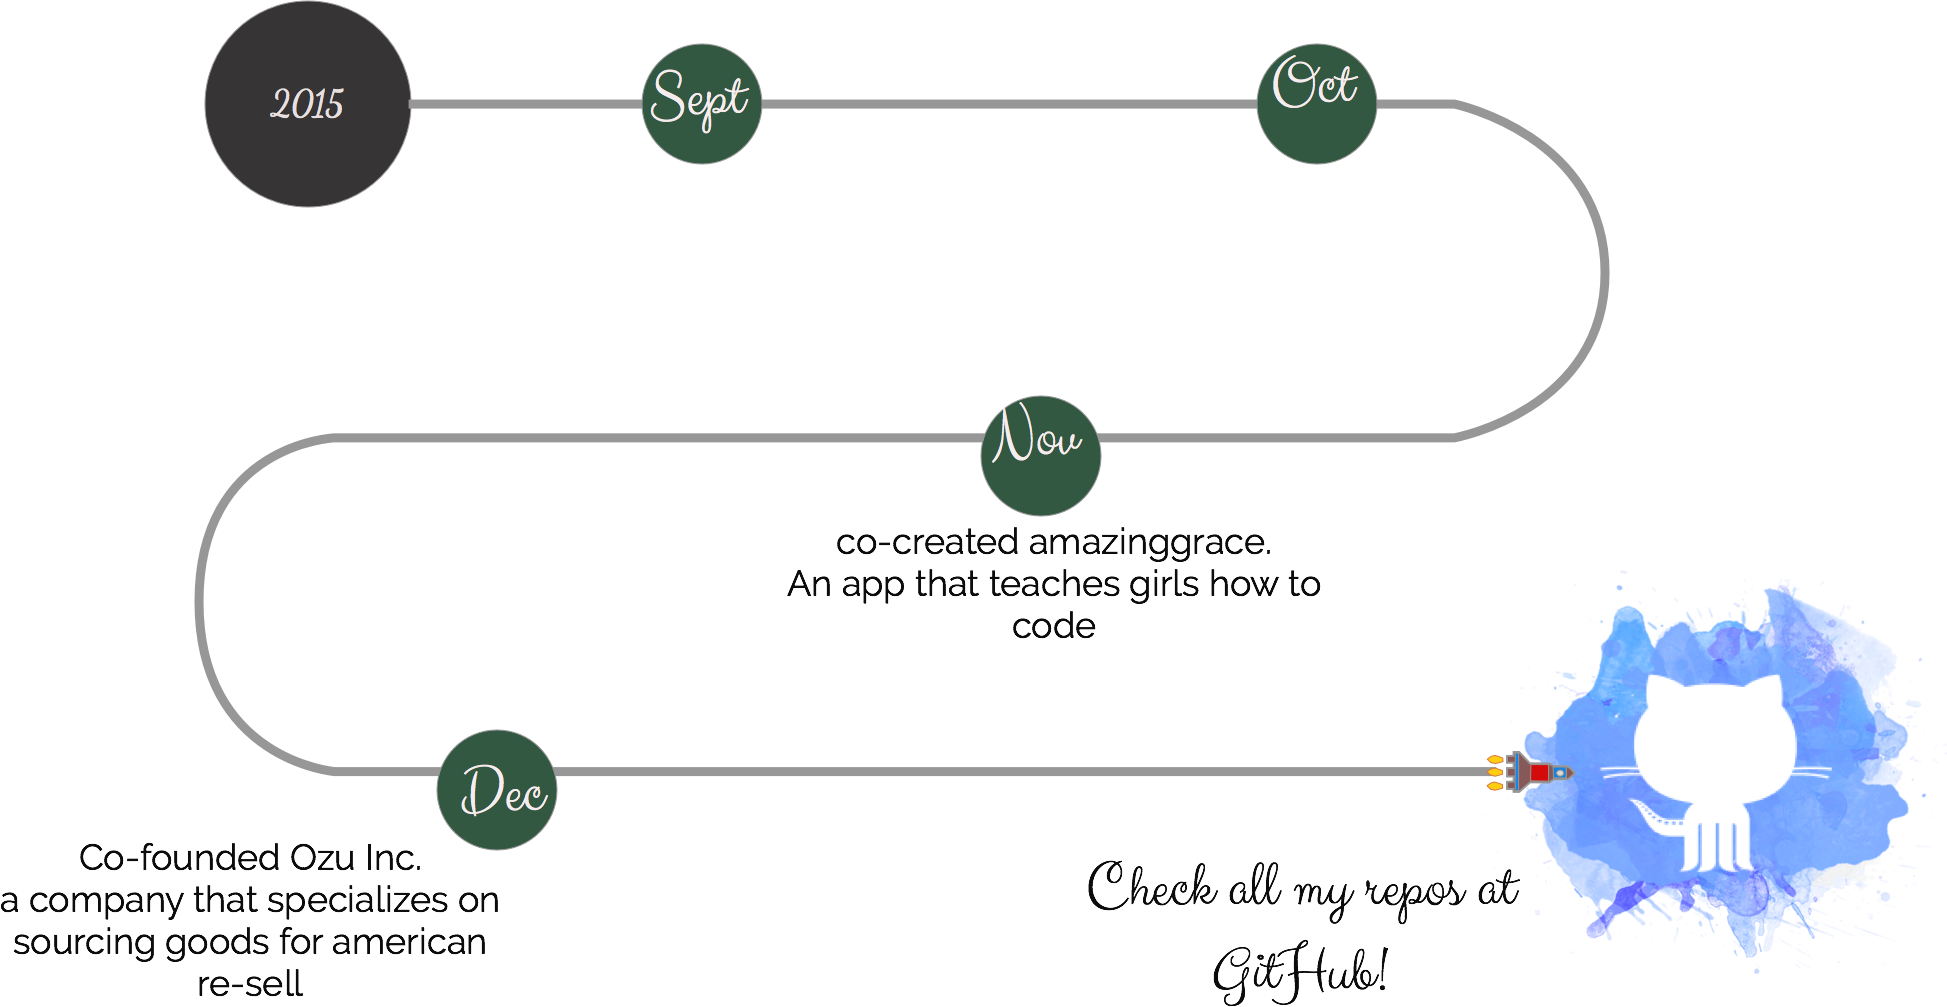 2015
Sept
Oct
Nov
co-created amazinggrace.
An app that teaches girls how to
code
Dec
Co-founded Ozu Inc.
a company that specializes on
sourcing goods for american
re-sell
Check all my repos at
GitHub!